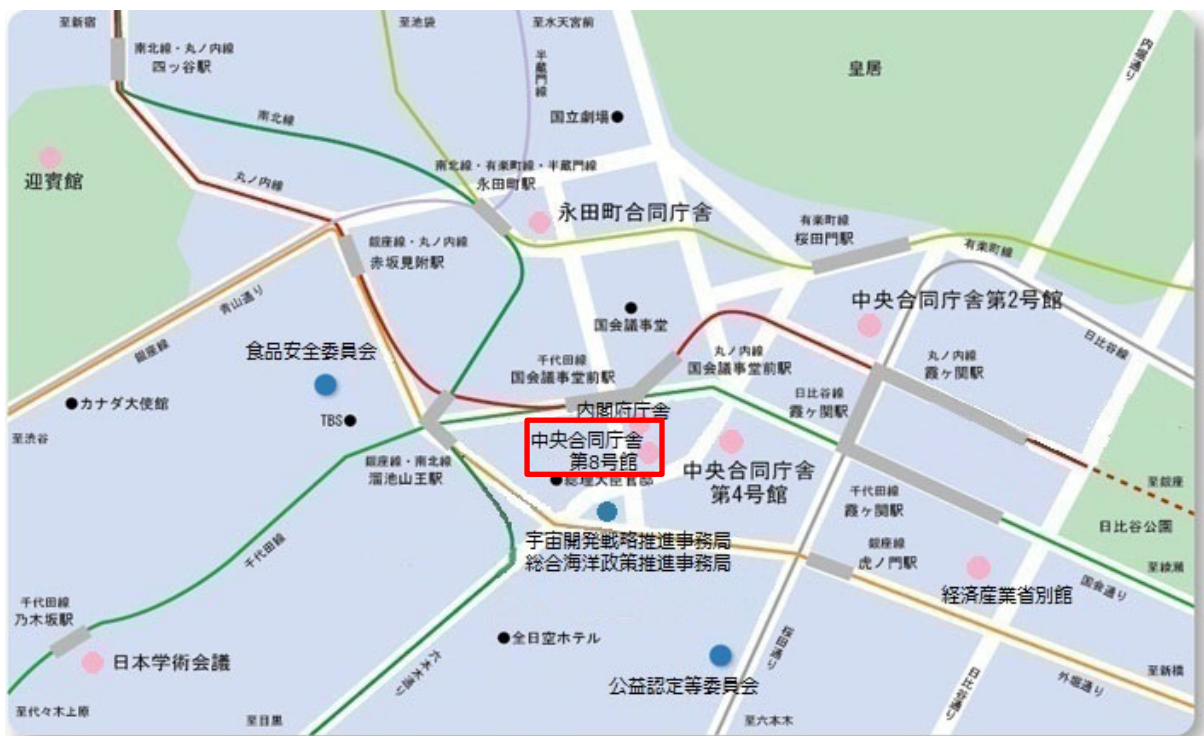 至新宿
至池袋
至水天宮前
南北線・丸ノ内線
四ツ谷駅
半蔵門線
内堀通り
皇居
南北線
国立劇場
迎賓館
丸ノ内線
南北線・有楽町線・半蔵門線
永田町駅
永田町合同庁舎
有楽町線
桜田門駅
有楽町線
銀座線・丸ノ内線
赤坂見附駅
青山通り
銀座線
中央合同庁舎第2号館
日比谷線
国会議事堂
食品安全委員会
千代田線
国会議事堂前駅
丸ノ内線
国会議事堂前駅
丸ノ内線
霞ヶ関駅
日比谷線
霞ヶ関駅
カナダ大使館
TBS
至渋谷
内閣府庁舎
中央合同庁舎
第8号館
中央合同庁舎
第4号館
銀座線・南北線
溜池山王駅
総理大臣官邸
千代田線
霞ヶ関駅
至銀座
日比谷公園
宇宙開発戦略推進事務局
総合海洋政策推進事務局
銀座線
虎ノ門駅
至綾瀬
国会通り
経済産業省別館
千代田線
千代田線
乃木坂駅
日本学術会議
全日空ホテル
六本木通り
桜田通り
公益認定等委員会
日比谷通り
外堀通り
至新橋
至代々木上原
至目黒
至六本木